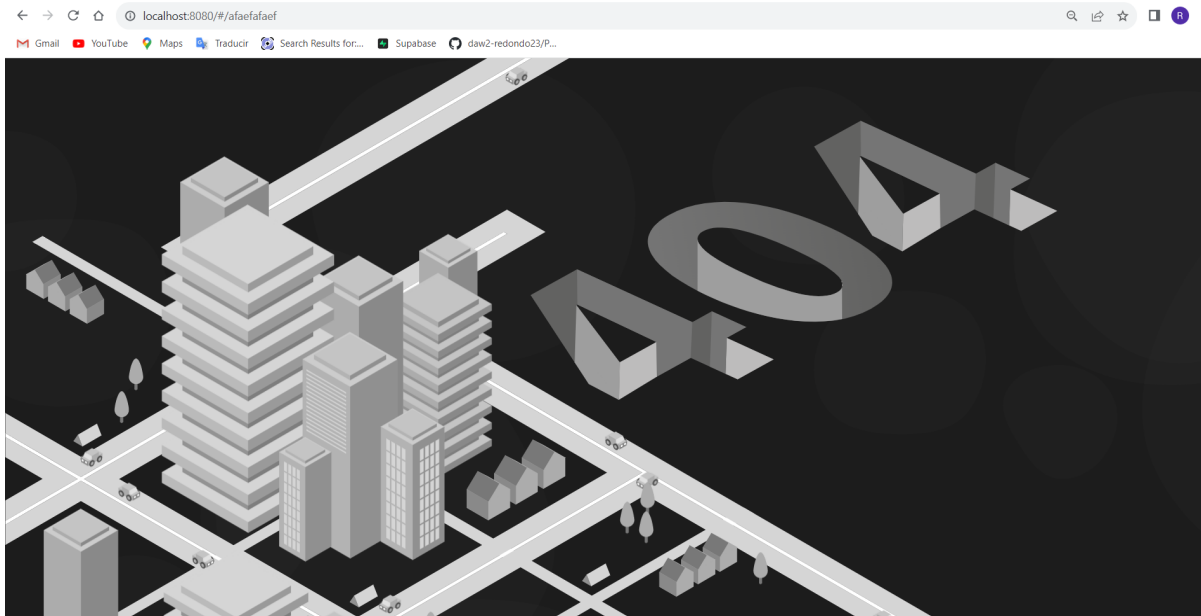 localhost:8080/#/afaefafaef
R
Gmail YouTube Maps Traducir Search Results for:... Supabase daw2-redondo23/P...
404